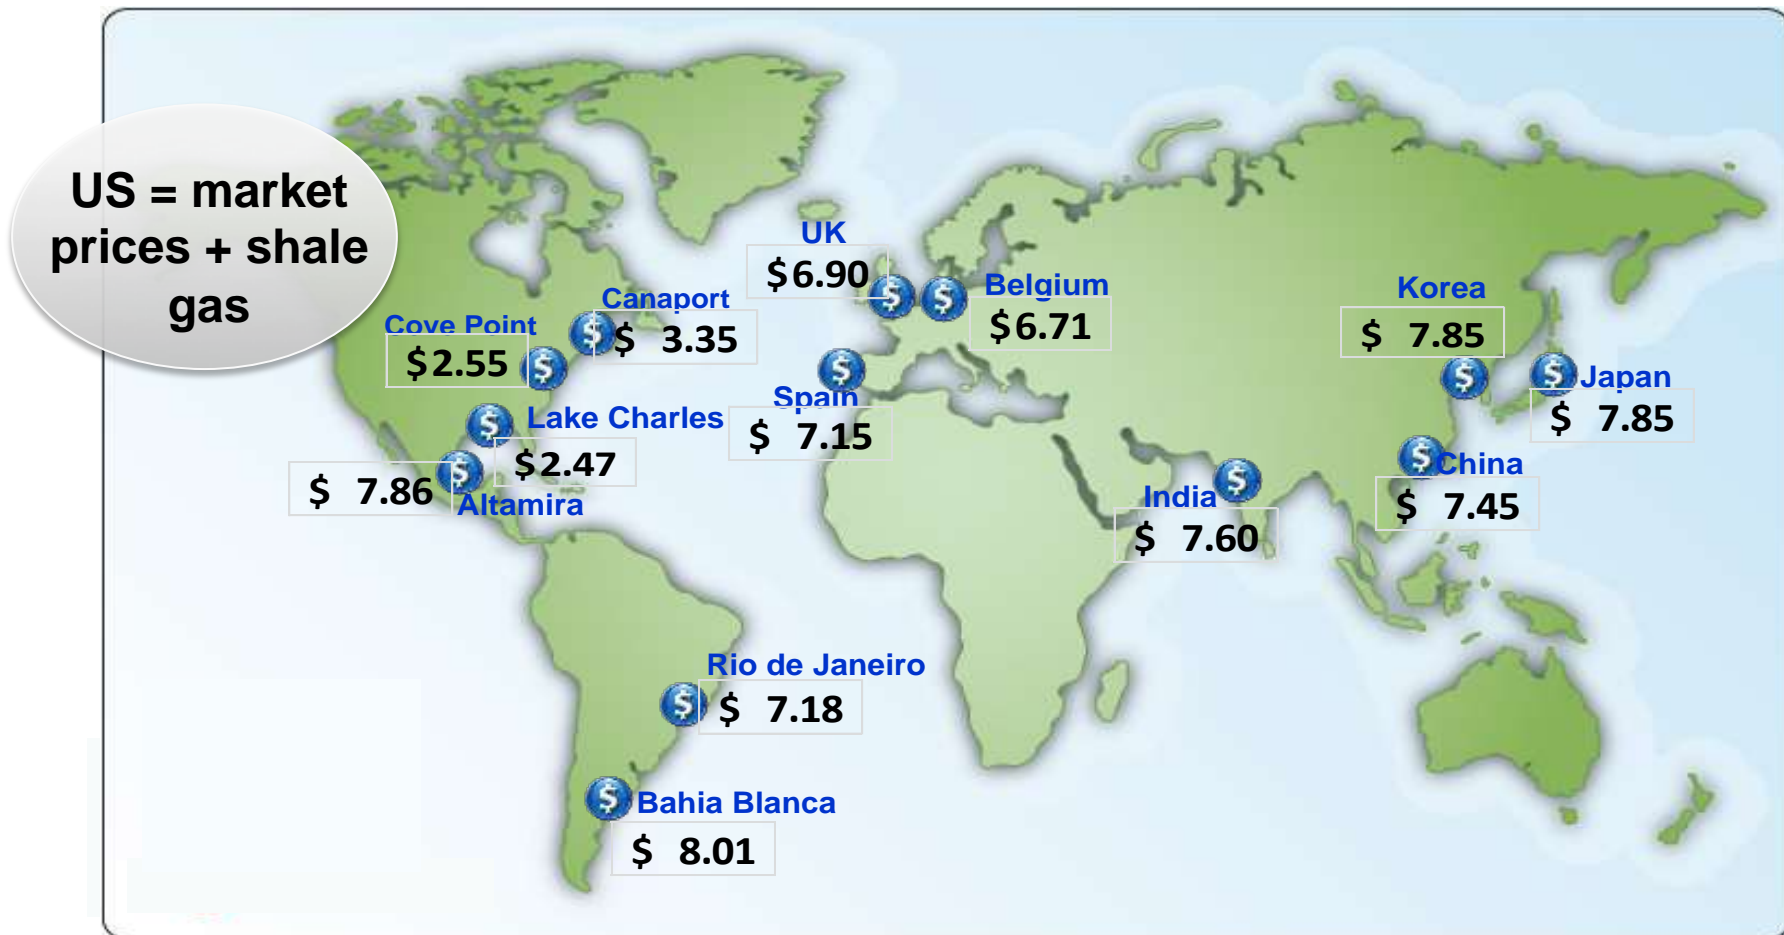 US = market
prices + shale
gas
UK
$6.90
Belgium
$6.71
Korea
$ 7.85
Canaport
$ 3.35
Cove Point
$2.55
Japan
$ 7.85
Spain
$ 7.15
Lake Charles
$2.47
China
$ 7.45
$ 7.86
Altamira
India
$ 7.60
Rio de Janeiro
$ 7.18
Bahia Blanca
$ 8.01